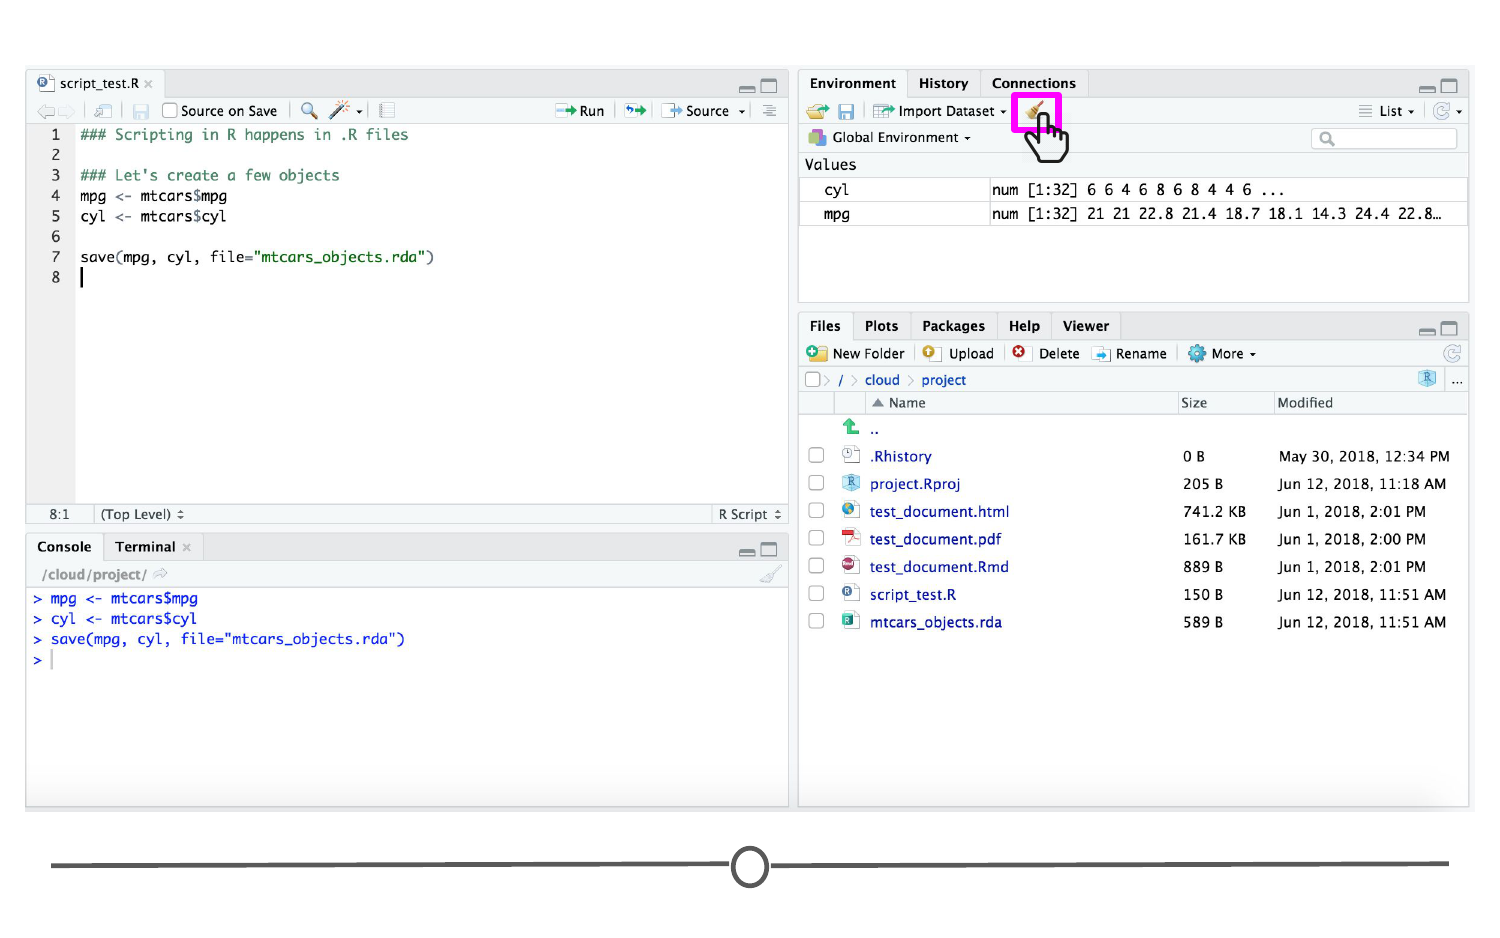 script_test.R
Source on Save
Run
Source
1 ### Scripting in R happens in .R files
2
3 ### Let's create a few objects
4 mpg <- mtcars$mpg
5 cyl <- mtcars$cyl
6
7 save(mpg, cyl, file="mtcars_objects.rda")
8
8:1 (Top Level) R Script
Console Terminal
/cloud/project/
> mpg <- mtcars$mpg
> cyl <- mtcars$cyl
> save(mpg, cyl, file="mtcars_objects.rda")
>
Environment History Connections
Import Dataset List
Global Environment
Values
cyl num [1:32] 6 6 4 6 8 6 8 4 4 6 ...
mpg num [1:32] 21 21 22.8 21.4 18.7 18.1 14.3 24.4 22.8…
Files Plots Packages Help Viewer
New Folder Upload Delete Rename More
/ cloud project R ...
Name Size Modified
..
.Rhistory 0 B May 30, 2018, 12:34 PM
project.Rproj 205 B Jun 12, 2018, 11:18 AM
test_document.html 741.2 KB Jun 1, 2018, 2:01 PM
test_document.pdf 161.7 KB Jun 1, 2018, 2:00 PM
test_document.Rmd 889 B Jun 1, 2018, 2:01 PM
script_test.R 150 B Jun 12, 2018, 11:51 AM
mtcars_objects.rda 589 B Jun 12, 2018, 11:51 AM